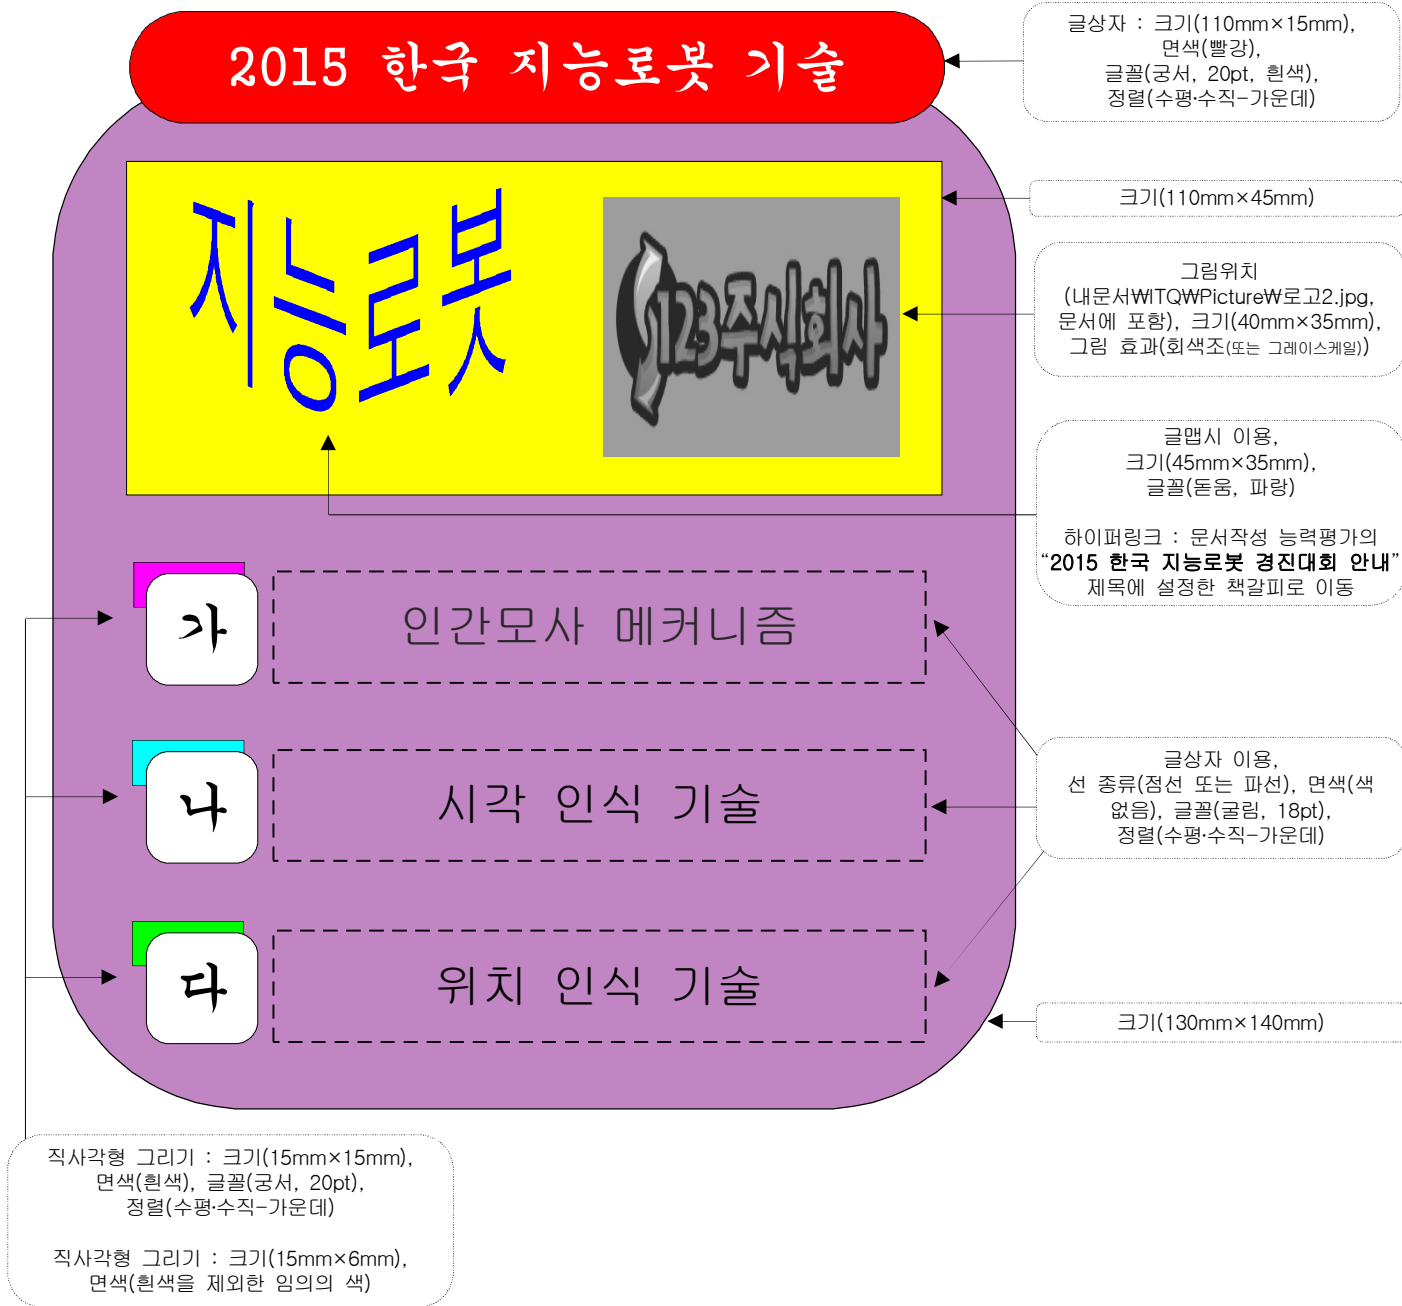 2015 한국 지능로봇 기술
글상자 : 크기(110mm×15mm),
면색(빨강),
글꼴(궁서, 20pt, 흰색),
정렬(수평·수직-가운데)
지능로봇
123주식회사
크기(110mm×45mm)
그림위치
(내문서₩ITQ₩Picture₩로고2.jpg,
문서에 포함), 크기(40mm×35mm),
그림 효과(회색조(또는 그레이스케일))
글맵시 이용,
크기(45mm×35mm),
글꼴(돋움, 파랑)
하이퍼링크 : 문서작성 능력평가의
“2015 한국 지능로봇 경진대회 안내”
제목에 설정한 책갈피로 이동
가
인간모사 메커니즘
나
시각 인식 기술
글상자 이용,
선 종류(점선 또는 파선), 면색(색
없음), 글꼴(굴림, 18pt),
정렬(수평·수직-가운데)
다
위치 인식 기술
크기(130mm×140mm)
직사각형 그리기 : 크기(15mm×15mm),
면색(흰색), 글꼴(궁서, 20pt),
정렬(수평·수직-가운데)
직사각형 그리기 : 크기(15mm×6mm),
면색(흰색을 제외한 임의의 색)